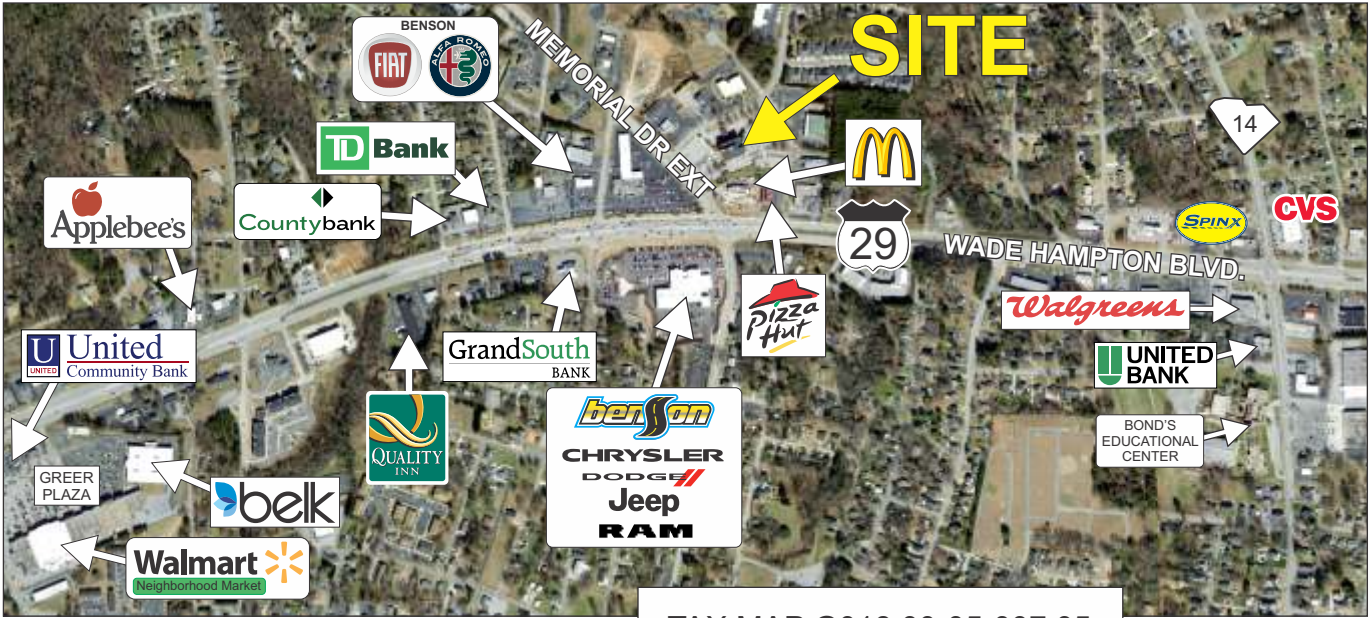 BENSON
FIAT
ALFA ROMEO
MEMORIAL DR EXT
SITE
14
TD Bank
Countybank
Applebee's
29
WADE HAMPTON BLVD.
SPINX
CVS
Walgreens
U United
UNITED Community Bank
GrandSouth
BANK
Pizza
Hut
UNITED
BANK
QUALITY
INN
benson
CHRYSLER
DODGE
Jeep
RAM
BOND'S
EDUCATIONAL
CENTER
GREER
PLAZA
belk
Walmart
Neighborhood Market